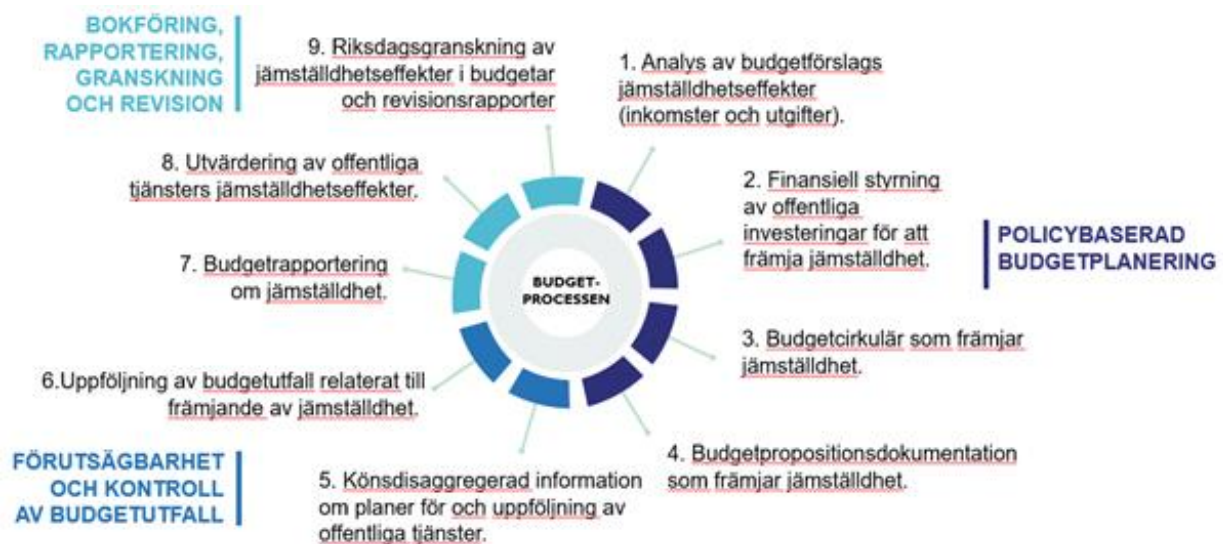 BOKFÖRING,
RAPPORTERING,
GRANSKNING
OCH REVISION
9. Riksdagsgranskning av
jämställdhetseffekter i budgetar
och revisionsrapporter
1. Analys av budgetförslags
jämställdhetseffekter
(inkomster och utgifter).
8. Utvärdering av offentliga
tjänsters jämställdhetseffekter.
2. Finansiell styrning
av offentliga
investeringar för att
främja jämställdhet.
POLICYBASERAD
BUDGETPLANERING
7. Budgetrapportering
om jämställdhet.
BUDGET-
PROCESSEN
3. Budgetcirkulär som främjar
jämställdhet.
6.Uppföljning av budgetutfall relaterat till
främjande av jämställdhet.
4. Budgetpropositionsdokumentation
som främjar jämställdhet.
FÖRUTSÄGBARHET
OCH KONTROLL
AV BUDGETUTFALL
5. Könsdisaggregerad information
om planer för och uppföljning av
offentliga tjänster.